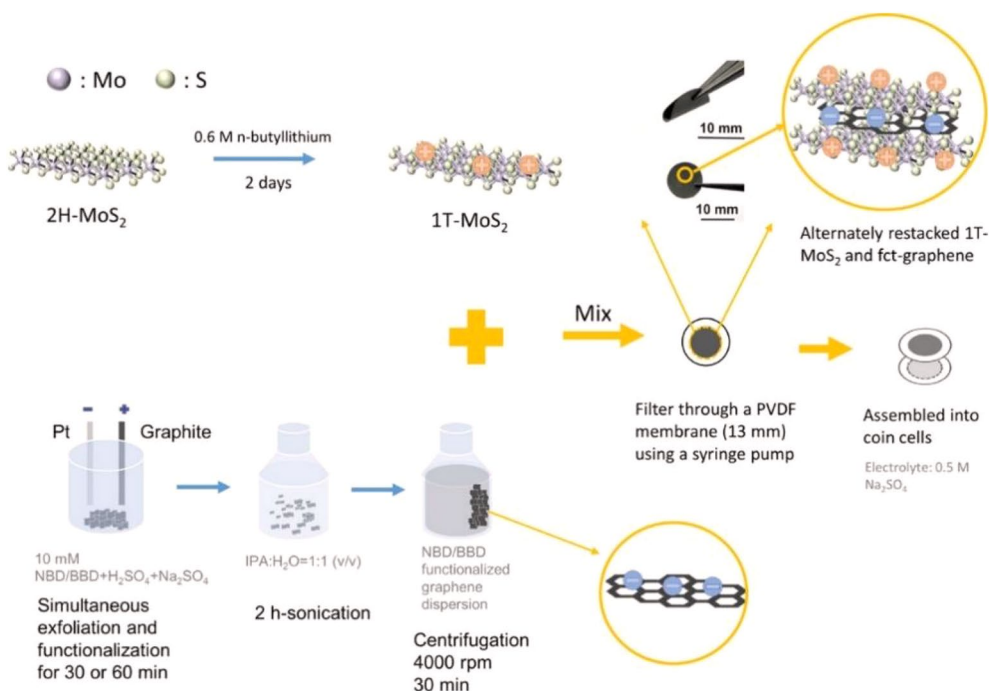 : Mo
: S
0.6 M n-butyllithium
2 days
2H-MoS₂
1T-MoS₂
10 mm
10 mm
Alternately restacked 1T-
MoS₂ and fct-graphene
Mix
Filter through a PVDF
membrane (13 mm)
using a syringe pump
Assembled into
coin cells
Electrolyte: 0.5 M
Na₂SO₄
Pt
Graphite
10 mM
NBD/BBD+H₂SO₄+Na₂SO₄
Simultaneous
exfoliation and
functionalization
for 30 or 60 min
IPA:H₂O=1:1 (v/v)
2 h-sonication
NBD/BBD
functionalized
graphene
dispersion
Centrifugation
4000 rpm
30 min